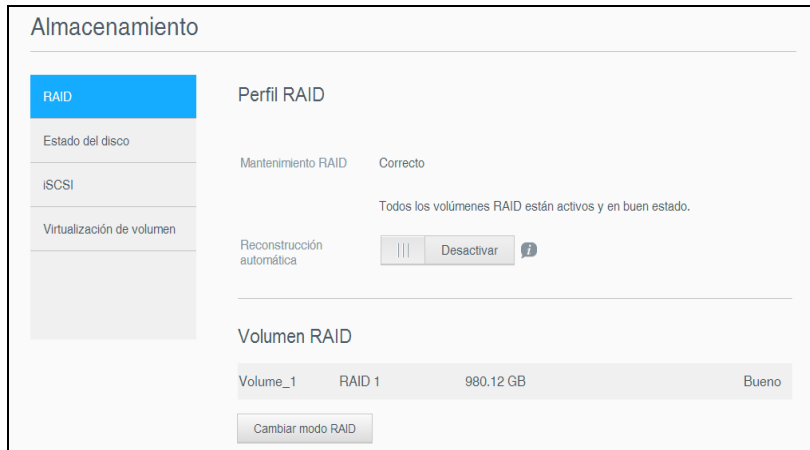 Almacenamiento
RAID
Estado del disco
iSCSI
Virtualización de volumen
Perfil RAID
Mantenimiento RAID Correcto
Todos los volúmenes RAID están activos y en buen estado.
Reconstrucción
automática
Desactivar
Volumen RAID
Volume_1 RAID 1 980.12 GB Bueno
Cambiar modo RAID